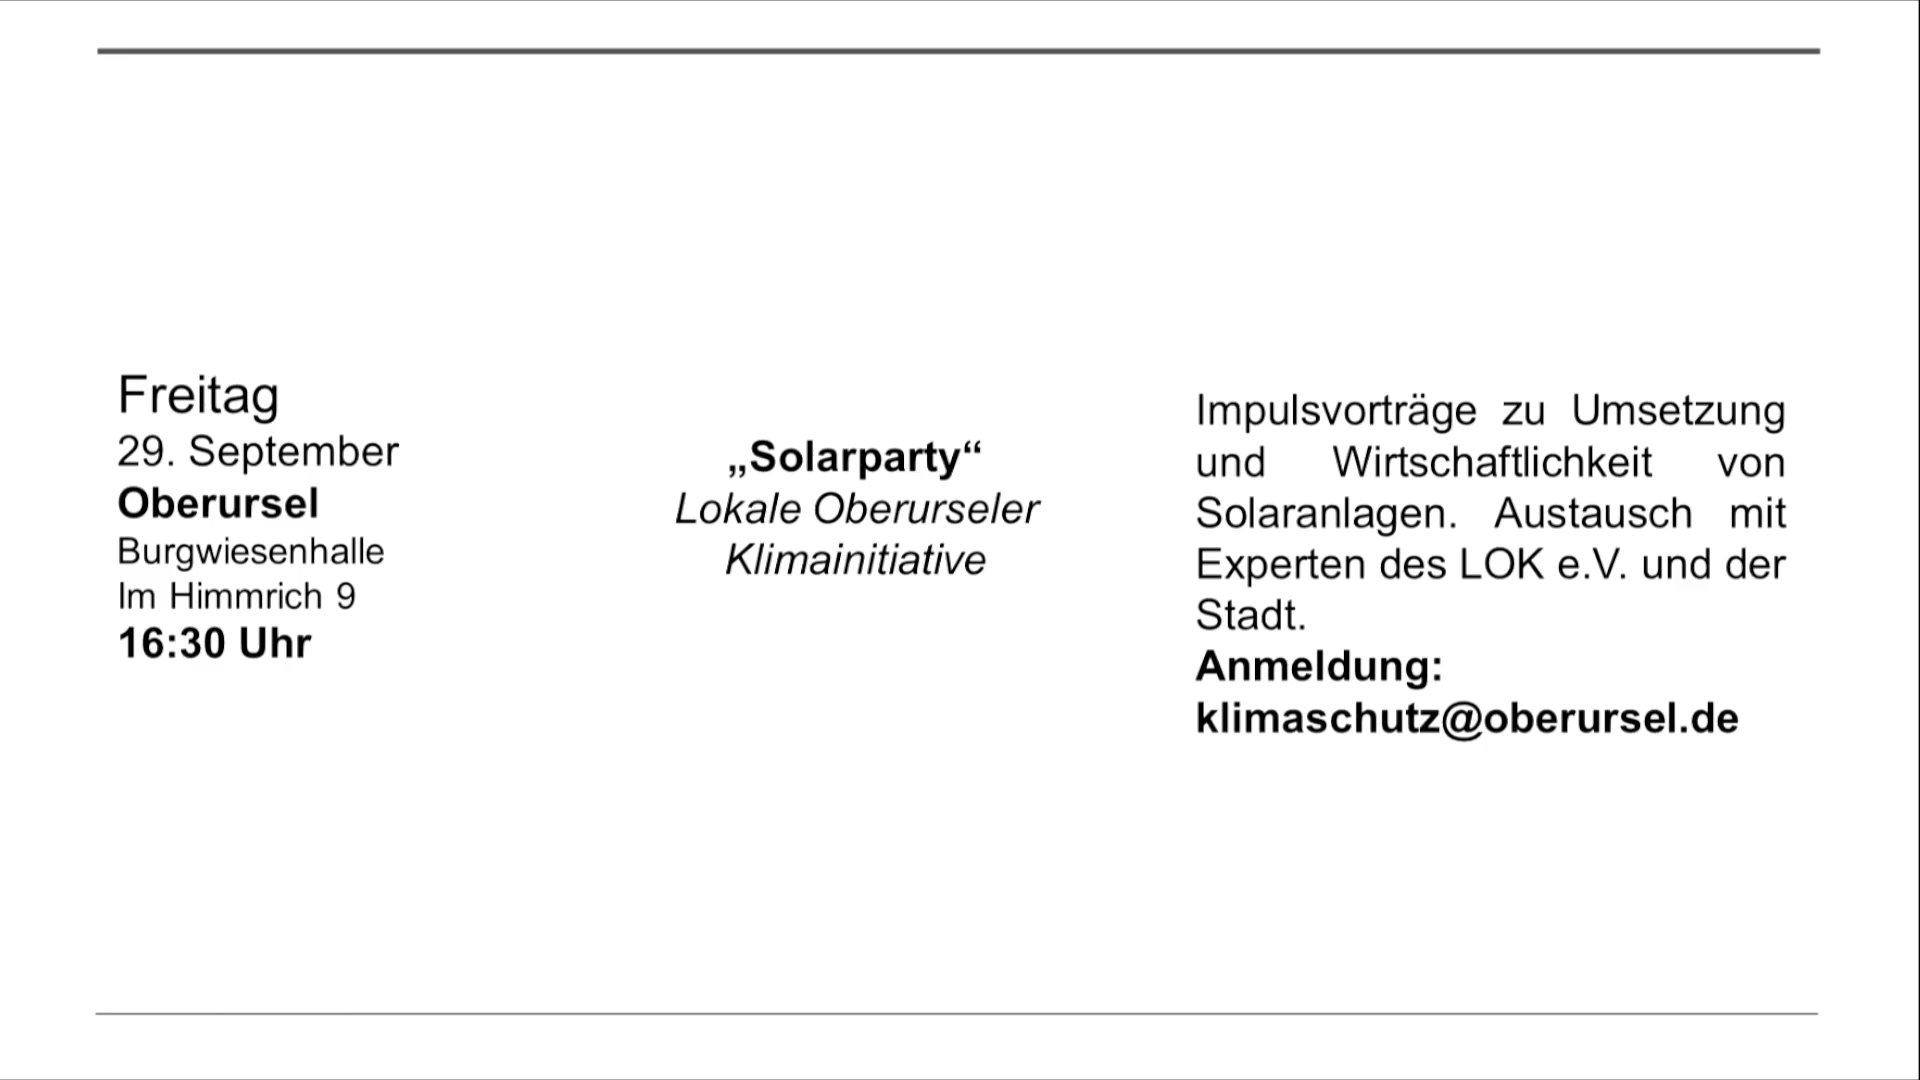 Freitag
29. September
Oberursel
Burgwiesenhalle
Im Himmrich 9
16:30 Uhr
„Solarparty“
Lokale Oberurseler
Klimainitiative
Impulsvorträge zu Umsetzung
und Wirtschaftlichkeit von
Solaranlagen. Austausch mit
Experten des LOK e.V. und der
Stadt.
Anmeldung:
klimaschutz@oberursel.de